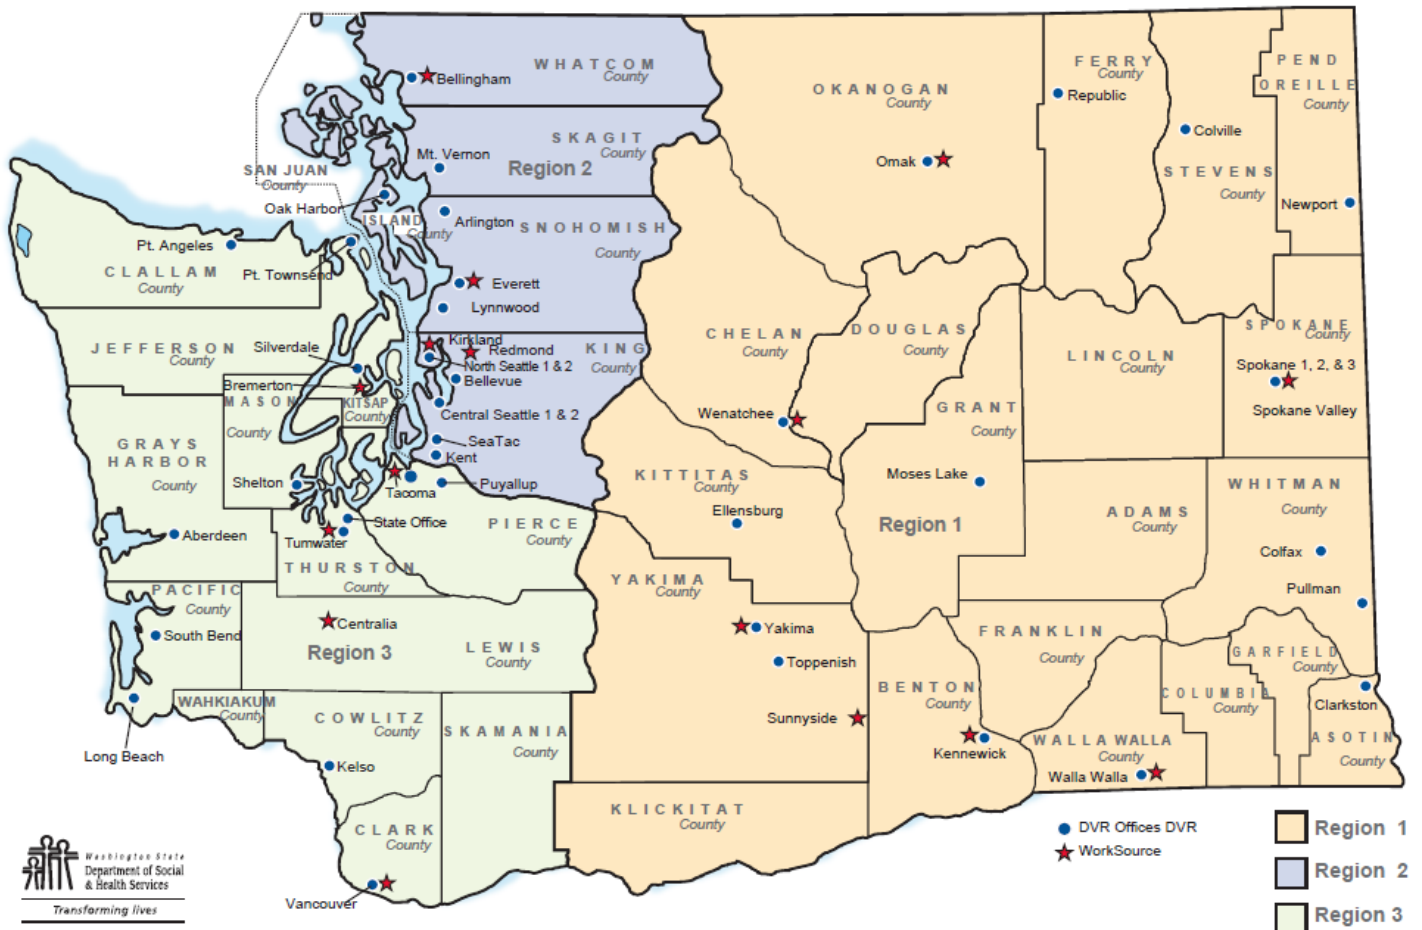 WHATCOM
County
Bellingham
SKAGIT
County
Mt. Vernon
Region 2
SAN JUAN
County
Oak Harbor
ISLAND
County
Arlington
SNOHOMISH
County
Everett
Lynnwood
Pt. Angeles
CLALLAM
County
Pt. Townsend
JEFFERSON
County
Silverdale
Bremerton
KITSAP
County
MASON
County
Kirkland
Redmond
North Seattle 1 & 2
Bellevue
KING
County
Central Seattle 1 & 2
SeaTac
Kent
GRAYS
HARBOR
County
Shelton
Tacoma
Puyallup
State Office
Tumwater
PIERCE
County
Aberdeen
THURSTON
County
PACIFIC
County
South Bend
Centralia
Region 3
LEWIS
County
WAHKIAKUM
County
Long Beach
COWLITZ
County
Kelso
SKAMANIA
County
CLARK
County
Vancouver
OKANOGAN
County
Omak
FERRY
County
Republic
PEND
OREILLE
County
Colville
STEVENS
County
Newport
CHELAN
County
DOUGLAS
County
Wenatchee
LINCOLN
County
SPOKANE
County
Spokane 1, 2, & 3
Spokane Valley
GRANT
County
Moses Lake
KITTITAS
County
Ellensburg
Region 1
ADAMS
County
WHITMAN
County
Colfax
Pullman
YAKIMA
County
Yakima
Toppenish
Sunnyside
FRANKLIN
County
BENTON
County
Kennewick
GARFIELD
County
COLUMBIA
County
Clarkston
ASOTIN
County
WALLA WALLA
County
Walla Walla
KLICKITAT
County
DVR Offices DVR
WorkSource
Region 1
Region 2
Region 3
Washington State
Department of Social
& Health Services
Transforming lives